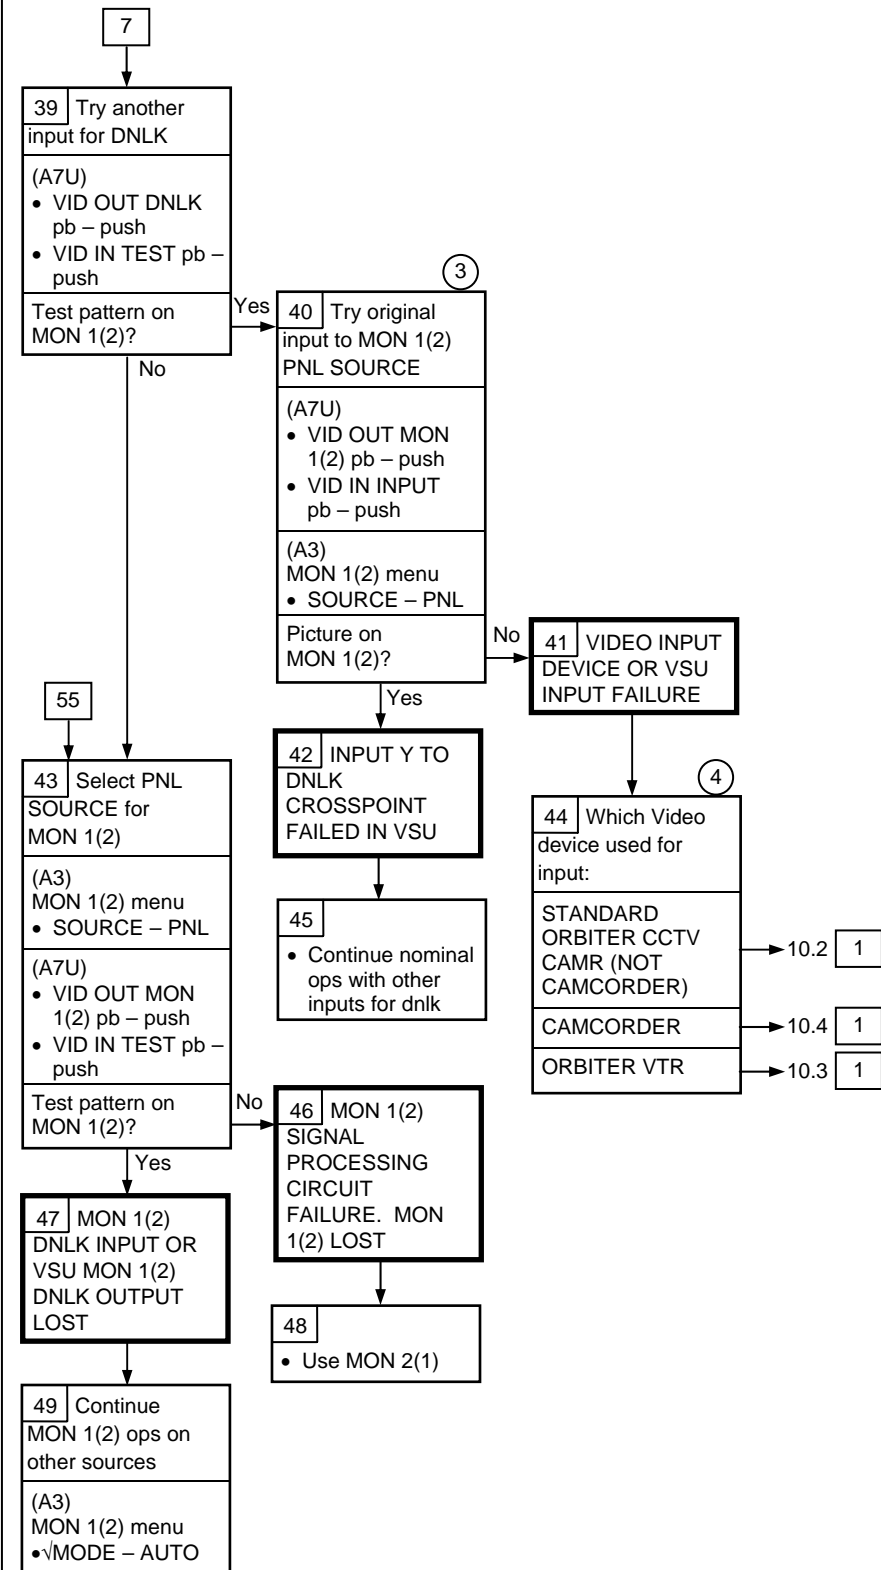 7
39 Try another
input for DNLK
(A7U)
• VID OUT DNLK
pb – push
• VID IN TEST pb –
push
Test pattern on
MON 1(2)?
Yes
No
3
40 Try original
input to MON 1(2)
PNL SOURCE
(A7U)
• VID OUT MON
1(2) pb – push
• VID IN INPUT
pb – push
(A3)
MON 1(2) menu
• SOURCE – PNL
Picture on
MON 1(2)?
No
Yes
41 VIDEO INPUT
DEVICE OR VSU
INPUT FAILURE
42 INPUT Y TO
DNLK
CROSSPOINT
FAILED IN VSU
55
43 Select PNL
SOURCE for
MON 1(2)
(A3)
MON 1(2) menu
• SOURCE – PNL
(A7U)
• VID OUT MON
1(2) pb – push
• VID IN TEST pb –
push
Test pattern on
MON 1(2)?
No
Yes
4
44 Which Video
device used for
input:
STANDARD
ORBITER CCTV
CAMR (NOT
CAMCORDER)
10.2 1
CAMCORDER
10.4 1
ORBITER VTR
10.3 1
45
• Continue nominal
ops with other
inputs for dnlk
46 MON 1(2)
SIGNAL
PROCESSING
CIRCUIT
FAILURE. MON
1(2) LOST
47 MON 1(2)
DNLK INPUT OR
VSU MON 1(2)
DNLK OUTPUT
LOST
48
• Use MON 2(1)
49 Continue
MON 1(2) ops on
other sources
(A3)
MON 1(2) menu
•√MODE – AUTO